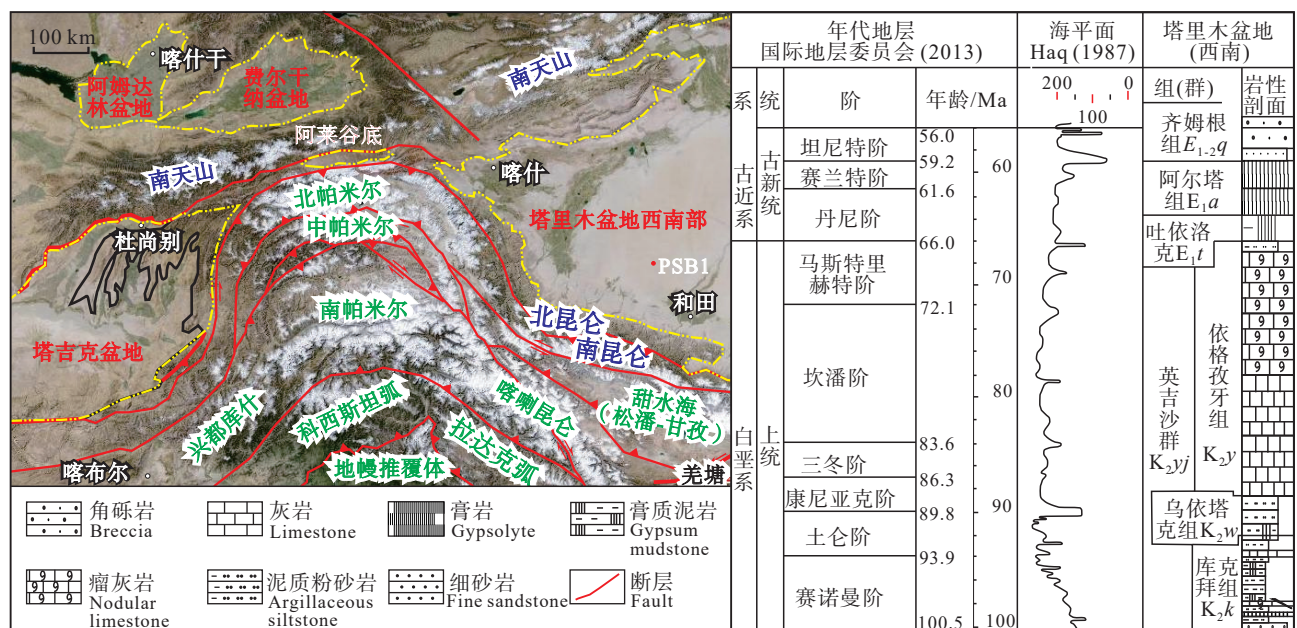 100 km
喀什干
阿姆达
林盆地
费尔干
纳盆地
南天山
阿莱谷底
喀什
南天山
北帕米尔
中帕米尔
塔里木盆地西南部
杜尚别
PSB1
和田
南帕米尔
北昆仑
南昆仑
塔吉克盆地
兴都库什
科西斯坦弧
喀喇昆仑
甜水海
(松潘-甘孜)
拉达克弧
喀布尔
地幔推覆体
羌塘
角砾岩
Breccia
灰岩
Limestone
膏岩
Gypsolyte
膏质泥岩
Gypsum
mudstone
瘤灰岩
Nodular
limestone
泥质粉砂岩
Argillaceous
siltstone
细砂岩
Fine sandstone
断层
Fault
年代地层
国际地层委员会 (2013)
海平面
Haq (1987)
塔里木盆地
(西南)
系
统
阶
年龄/Ma
200
0
100
组(群)
岩性
剖面
古近系
古新统
坦尼特阶
赛兰特阶
丹尼阶
56.0
59.2
61.6
66.0
60
齐姆根
组E1-2q
阿尔塔
组E1a
吐依洛
克E1t
白垩系
上统
马斯特里
赫特阶
坎潘阶
三冬阶
康尼亚克阶
土仑阶
赛诺曼阶
72.1
83.6
86.3
89.8
93.9
100.5
70
80
90
100
英吉沙群
K2yj
依格孜牙组
K2y
乌依塔
克组K2w
库克
拜组
K2k